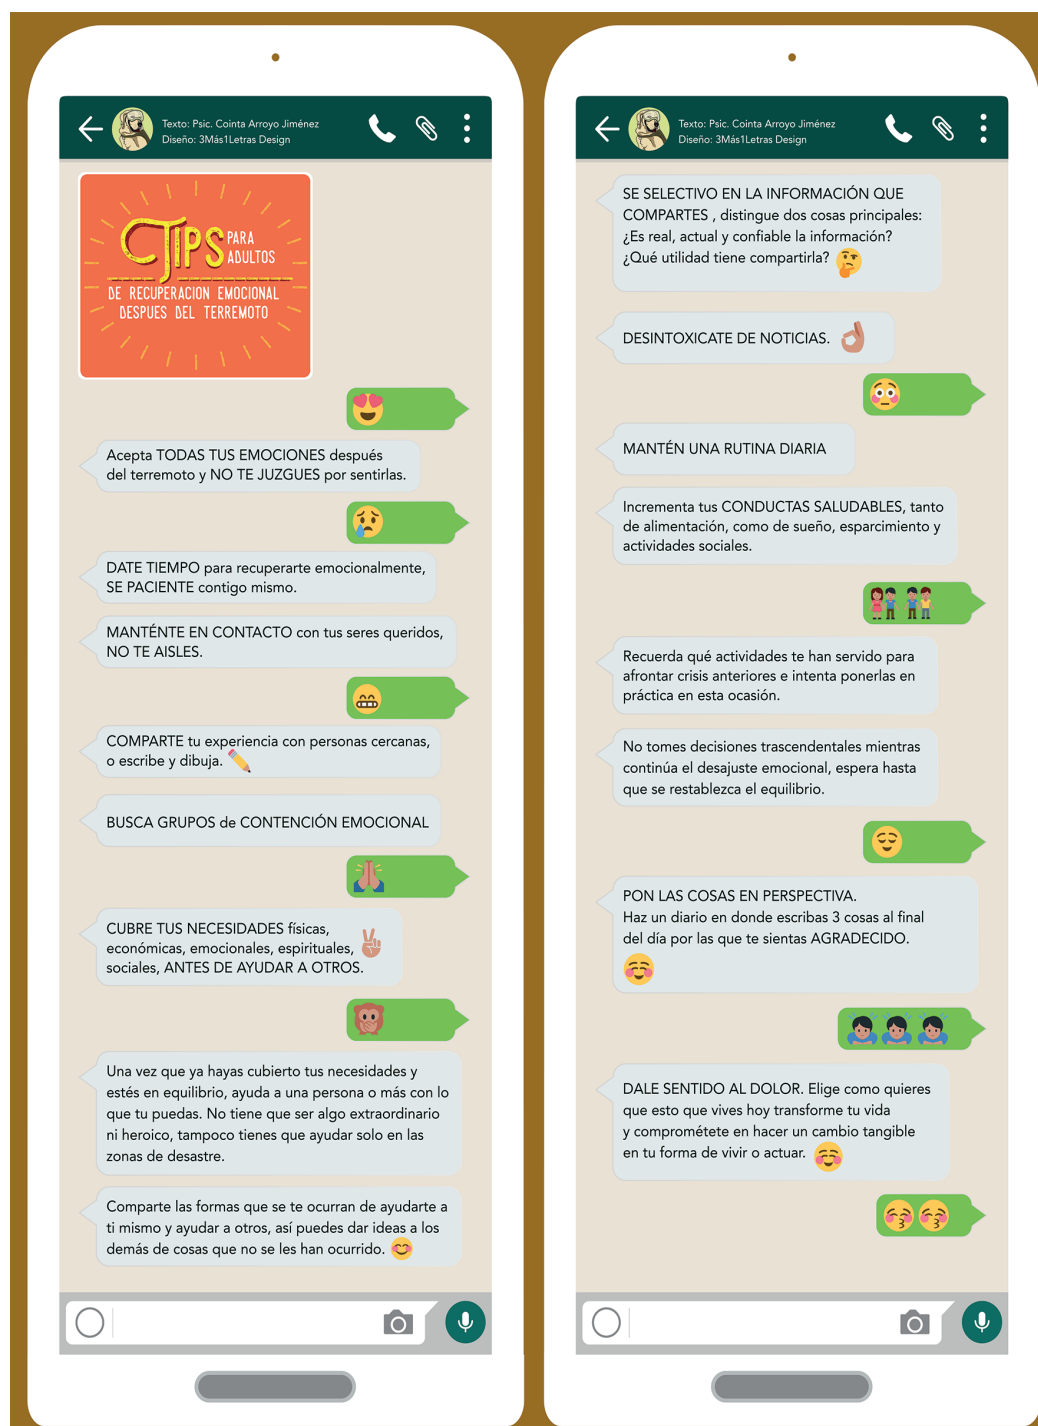 Texto: Psic. Cointa Arroyo Jiménez
Diseño: 3Más1Letras Design
TIPS PARA
ADULTOS
DE RECUPERACION EMOCIONAL
DESPUES DEL TERREMOTO
Acepta TODAS TUS EMOCIONES después
del terremoto y NO TE JUZGUES por sentirlas.
DATE TIEMPO para recuperarte emocionalmente,
SE PACIENTE contigo mismo.
MANTÉNTE EN CONTACTO con tus seres queridos,
NO TE AISLES.
COMPARTE tu experiencia con personas cercanas,
o escribe y dibuja.
BUSCA GRUPOS de CONTENCIÓN EMOCIONAL
CUBRE TUS NECESIDADES físicas,
económicas, emocionales, espirituales,
sociales, ANTES DE AYUDAR A OTROS.
Una vez que ya hayas cubierto tus necesidades y
estés en equilibrio, ayuda a una persona o más con lo
que tu puedas. No tiene que ser algo extraordinario
ni heroico, tampoco tienes que ayudar solo en las
zonas de desastre.
Comparte las formas que se te ocurran de ayudarte a
ti mismo y ayudar a otros, así puedes dar ideas a los
demás de cosas que no se les han ocurrido.
Texto: Psic. Cointa Arroyo Jiménez
Diseño: 3Más1Letras Design
SE SELECTIVO EN LA INFORMACIÓN QUE
COMPARTES , distingue dos cosas principales:
¿Es real, actual y confiable la información?
¿Qué utilidad tiene compartirla?
DESINTOXICATE DE NOTICIAS.
MANTÉN UNA RUTINA DIARIA
Incrementa tus CONDUCTAS SALUDABLES, tanto
de alimentación, como de sueño, esparcimiento y
actividades sociales.
Recuerda qué actividades te han servido para
afrontar crisis anteriores e intenta ponerlas en
práctica en esta ocasión.
No tomes decisiones trascendentales mientras
continúa el desajuste emocional, espera hasta
que se restablezca el equilibrio.
PON LAS COSAS EN PERSPECTIVA.
Haz un diario en donde escribas 3 cosas al final
del día por las que te sientas AGRADECIDO.
DALE SENTIDO AL DOLOR. Elige como quieres
que esto que vives hoy transforme tu vida
y comprométete en hacer un cambio tangible
en tu forma de vivir o actuar.